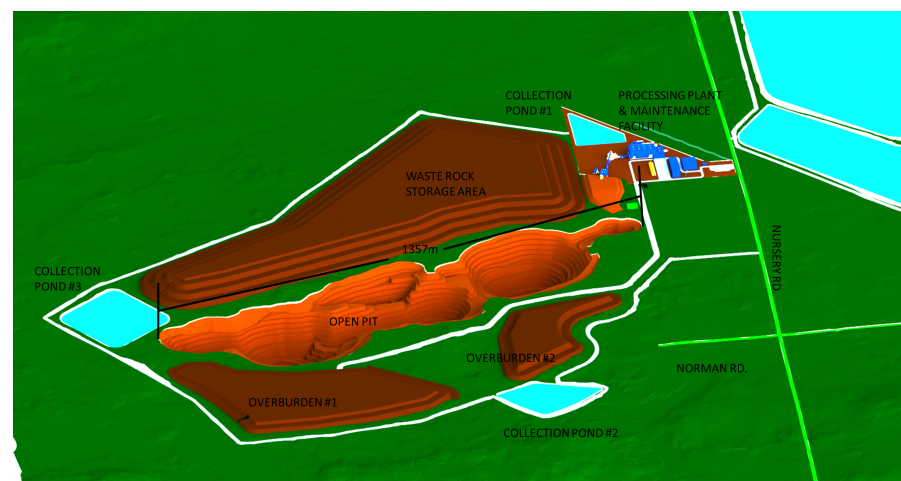 COLLECTION
POND #1
PROCESSING PLANT
& MAINTENANCE
FACILITY
WASTE ROCK
STORAGE AREA
1357m
NURSERY RD.
COLLECTION
POND #3
OPEN PIT
OVERBURDEN #2
NORMAN RD.
OVERBURDEN #1
COLLECTION POND #2